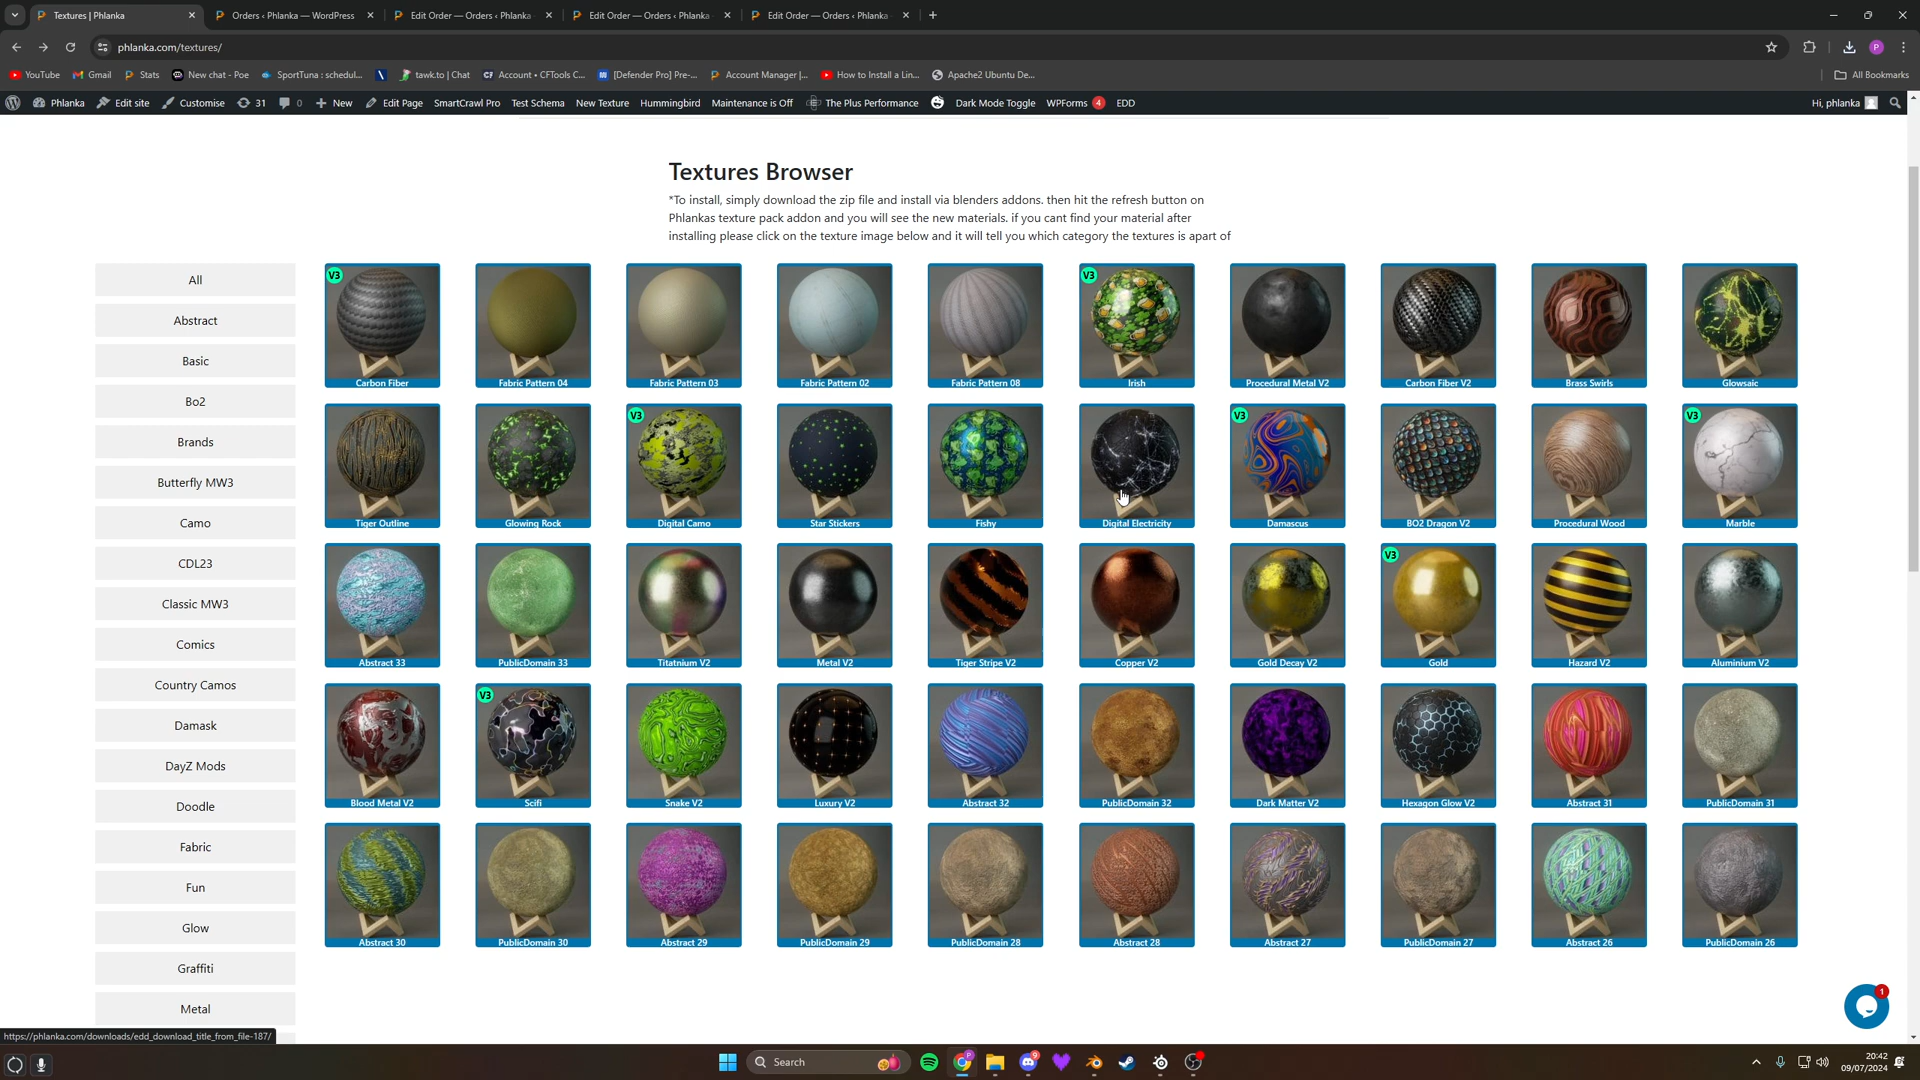 Textures | Phlanka
Orders ‹ Phlanka — WordPress
Edit Order — Orders ‹ Phlanka
Edit Order — Orders ‹ Phlanka
Edit Order — Orders ‹ Phlanka
phlanka.com/textures/
YouTube
Gmail
Stats
New chat - Poe
SportTuna : schedul...
tawk.to | Chat
Account • CFTools C...
[Defender Pro] Pre-...
Account Manager |...
How to Install a Lin...
Apache2 Ubuntu De...
All Bookmarks
Phlanka
Edit site
Customise
31
0
New
Edit Page
SmartCrawl Pro
Test Schema
New Texture
Hummingbird
Maintenance is Off
The Plus Performance
Dark Mode Toggle
WPForms 4
EDD
Hi, phlanka
Textures Browser
*To install, simply download the zip file and install via blenders addons. then hit the refresh button on
Phlankas texture pack addon and you will see the new materials. if you cant find your material after
installing please click on the texture image below and it will tell you which category the textures is apart of
All
Abstract
Basic
Bo2
Brands
Butterfly MW3
Camo
CDL23
Classic MW3
Comics
Country Camos
Damask
DayZ Mods
Doodle
Fabric
Fun
Glow
Graffiti
Metal
V3
Carbon Fiber
Fabric Pattern 04
Fabric Pattern 03
Fabric Pattern 02
Fabric Pattern 08
V3
Irish
Procedural Metal V2
Carbon Fiber V2
Brass Swirls
Glowsaic
Tiger Outline
Glowing Rock
V3
Digital Camo
Star Stickers
Fishy
Digital Electricity
V3
Damascus
BO2 Dragon V2
Procedural Wood
V3
Marble
Abstract 33
PublicDomain 33
Titatnium V2
Metal V2
Tiger Stripe V2
Copper V2
Gold Decay V2
V3
Gold
Hazard V2
Aluminium V2
Blood Metal V2
V3
Scifi
Snake V2
Luxury V2
Abstract 32
PublicDomain 32
Dark Matter V2
Hexagon Glow V2
Abstract 31
PublicDomain 31
Abstract 30
PublicDomain 30
Abstract 29
PublicDomain 29
PublicDomain 28
Abstract 28
Abstract 27
PublicDomain 27
Abstract 26
PublicDomain 26
1
https://phlanka.com/downloads/edd_download_title_from_file-187/
Search
20:42
09/07/2024